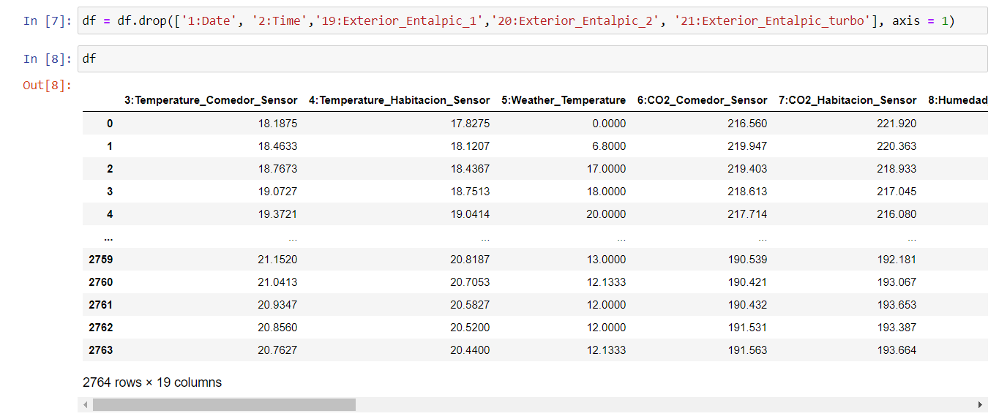 In [7]: df = df.drop(['1:Date', '2:Time','19:Exterior_Entalpic_1','20:Exterior_Entalpic_2', '21:Exterior_Entalpic_turbo'], axis = 1)
In [8]: df
Out[8]:
3:Temperature_Comedor_Sensor 4:Temperature_Habitacion_Sensor 5:Weather_Temperature 6:CO2_Comedor_Sensor 7:CO2_Habitacion_Sensor 8:Humedad
0 18.1875 17.8275 0.0000 216.560 221.920
1 18.4633 18.1207 6.8000 219.947 220.363
2 18.7673 18.4367 17.0000 219.403 218.933
3 19.0727 18.7513 18.0000 218.613 217.045
4 19.3721 19.0414 20.0000 217.714 216.080
... ... ... ... ... ...
2759 21.1520 20.8187 13.0000 190.539 192.181
2760 21.0413 20.7053 12.1333 190.421 193.067
2761 20.9347 20.5827 12.0000 190.432 193.653
2762 20.8560 20.5200 12.0000 191.531 193.387
2763 20.7627 20.4400 12.1333 191.563 193.664
2764 rows × 19 columns